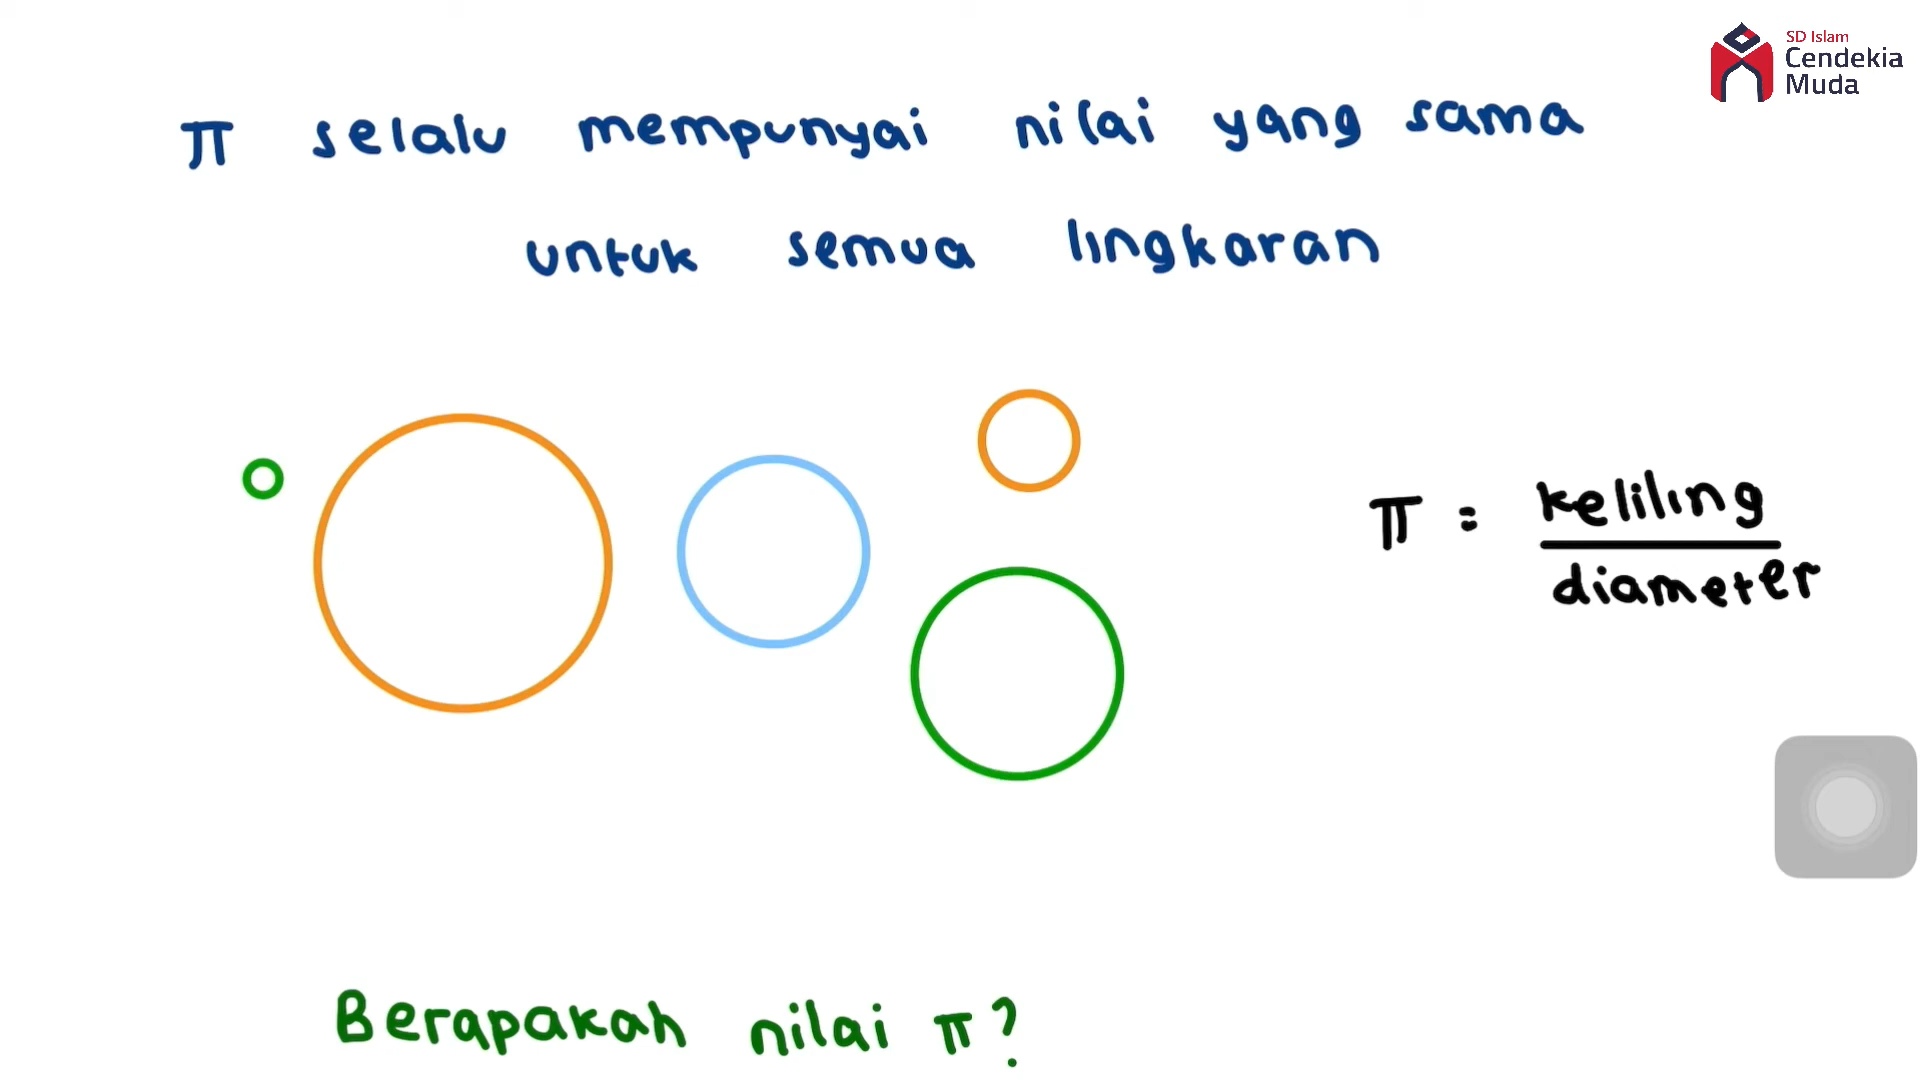 SD Islam
Cendekia
Muda
π selalu mempunyai nilai yang sama
untuk semua lingkaran
π = keliling
diameter
Berapakah nilai π?